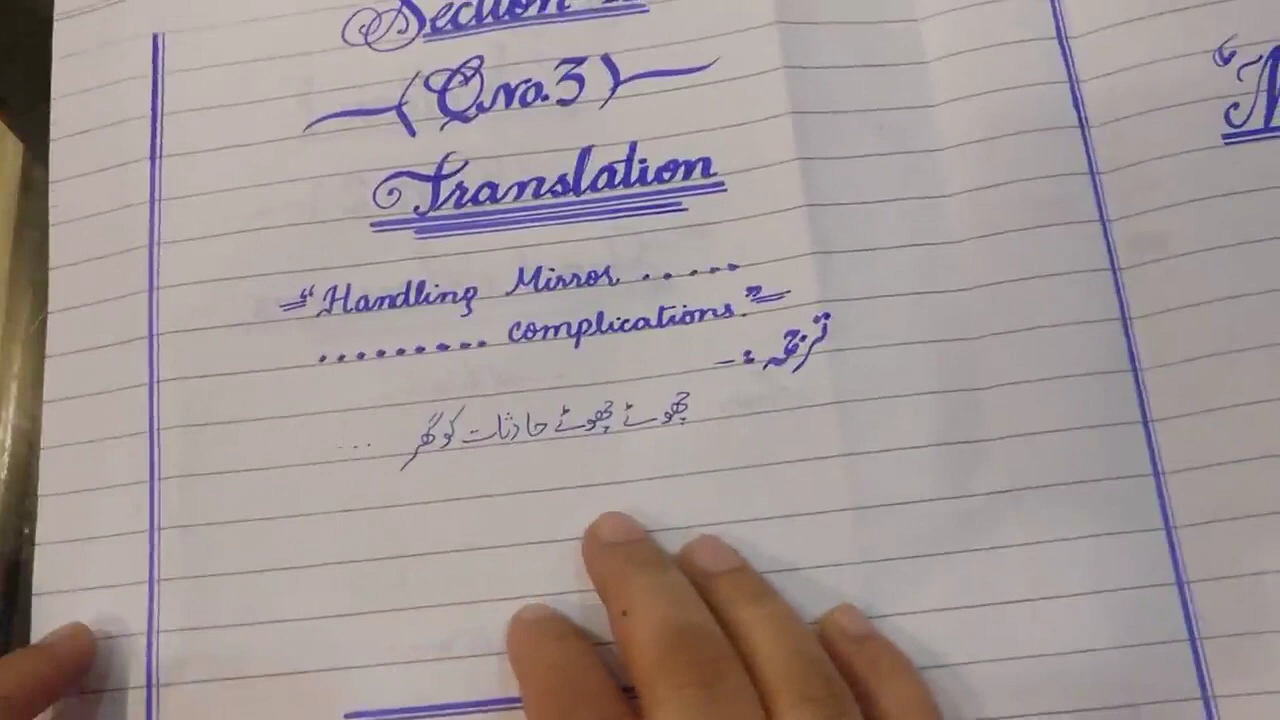 Section
(Q.no.3)
Translation
"Handling Mirror ......
.......... complications."
ترجمہ :-
چھوٹے چھوٹے حادثات کو گھر ...